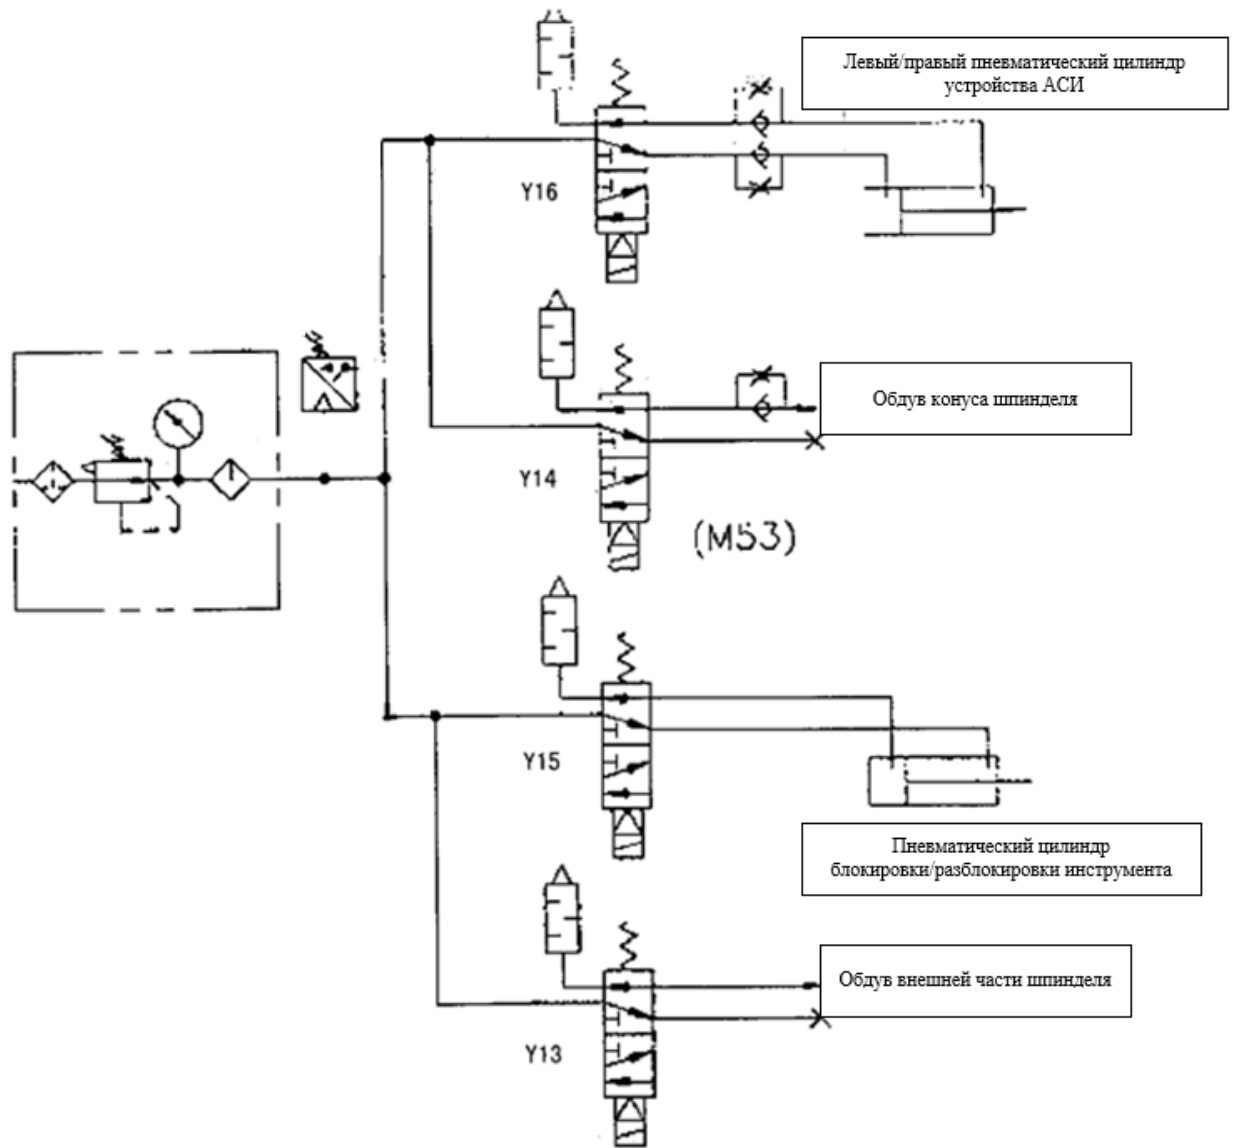 Левый/правый пневматический цилиндр
устройства АСИ
Y16
Обдув конуса шпинделя
Y14
(M53)
Y15
Пневматический цилиндр
блокировки/разблокировки инструмента
Обдув внешней части шпинделя
Y13